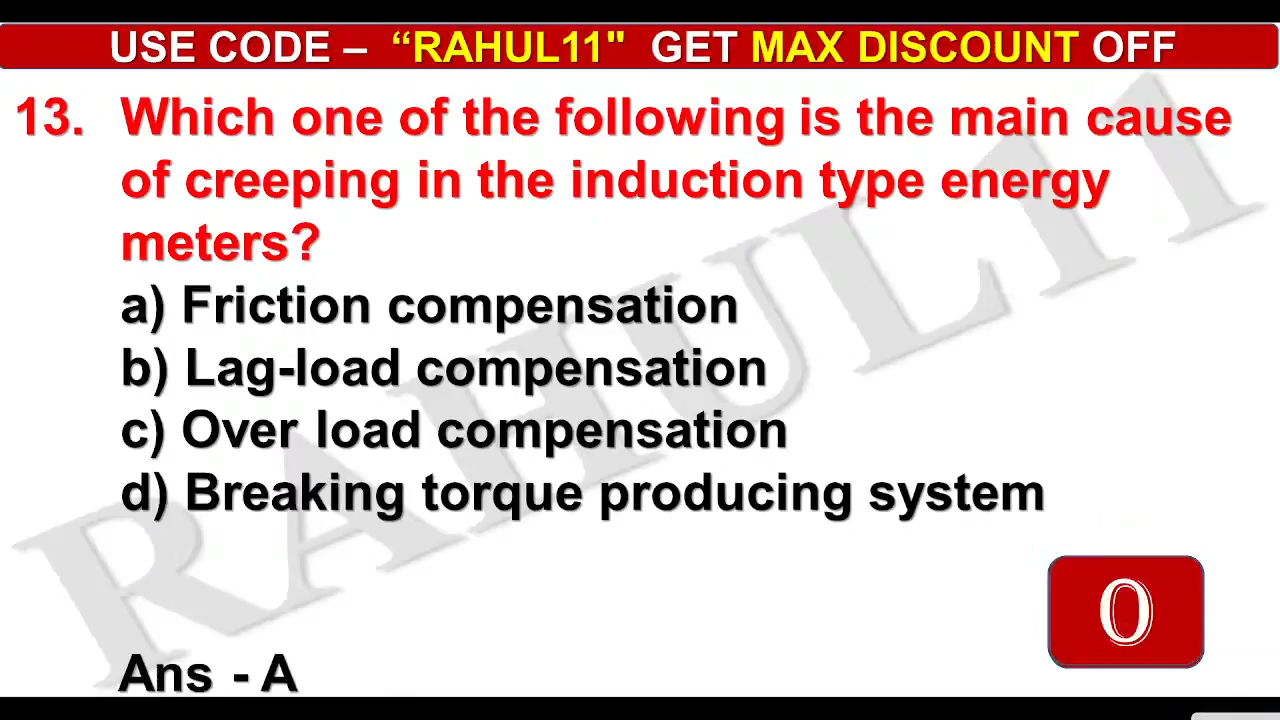 USE CODE – “RAHUL11" GET MAX DISCOUNT OFF
13. Which one of the following is the main cause
of creeping in the induction type energy
meters?
a) Friction compensation
b) Lag-load compensation
c) Over load compensation
d) Breaking torque producing system
0
Ans - A
RAHUL11